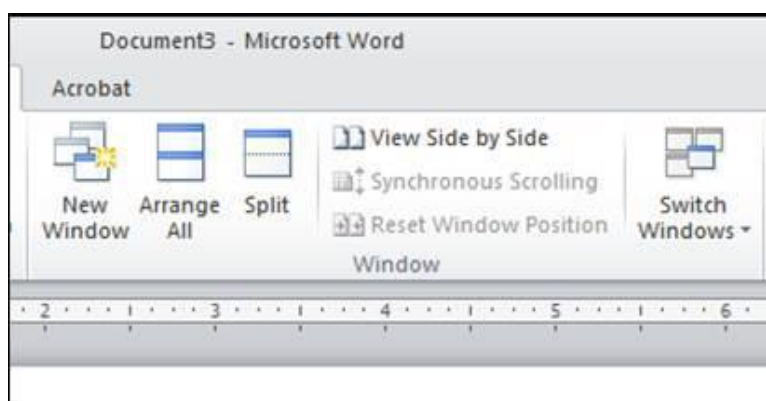 Document3 - Microsoft Word
Acrobat
New Window
Arrange All
Split
View Side by Side
Synchronous Scrolling
Reset Window Position
Switch Windows
Window
2 3 4 5 6